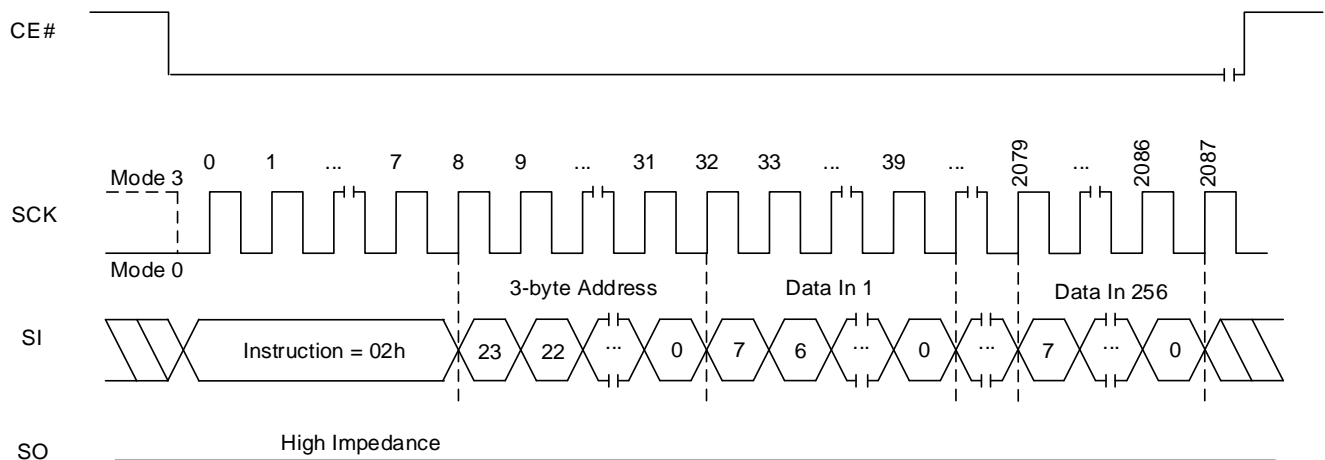 CE#
0 1 ... 7 8 9 ... 31 32 33 ... 39 ... 2079 ... 2086 2087
Mode 3
SCK
Mode 0
3-byte Address Data In 1 Data In 256
SI Instruction = 02h 23 22 ... 0 7 6 ... 0 ... 7 ... 0
High Impedance
SO